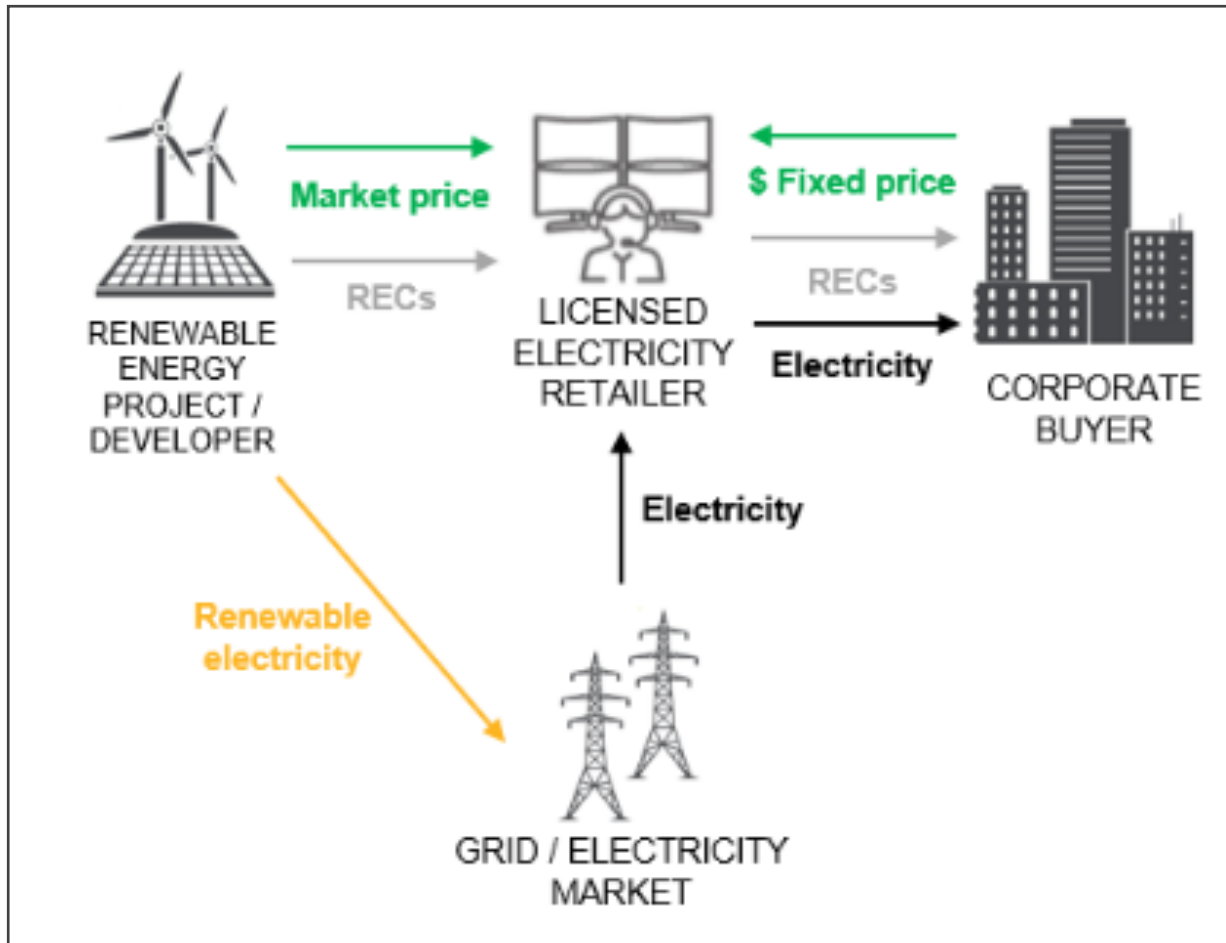 Market price
$ Fixed price
RECs
RECs
RENEWABLE
ENERGY
PROJECT /
DEVELOPER
LICENSED
ELECTRICITY
RETAILER
Electricity
CORPORATE
BUYER
Electricity
Renewable
electricity
GRID / ELECTRICITY
MARKET